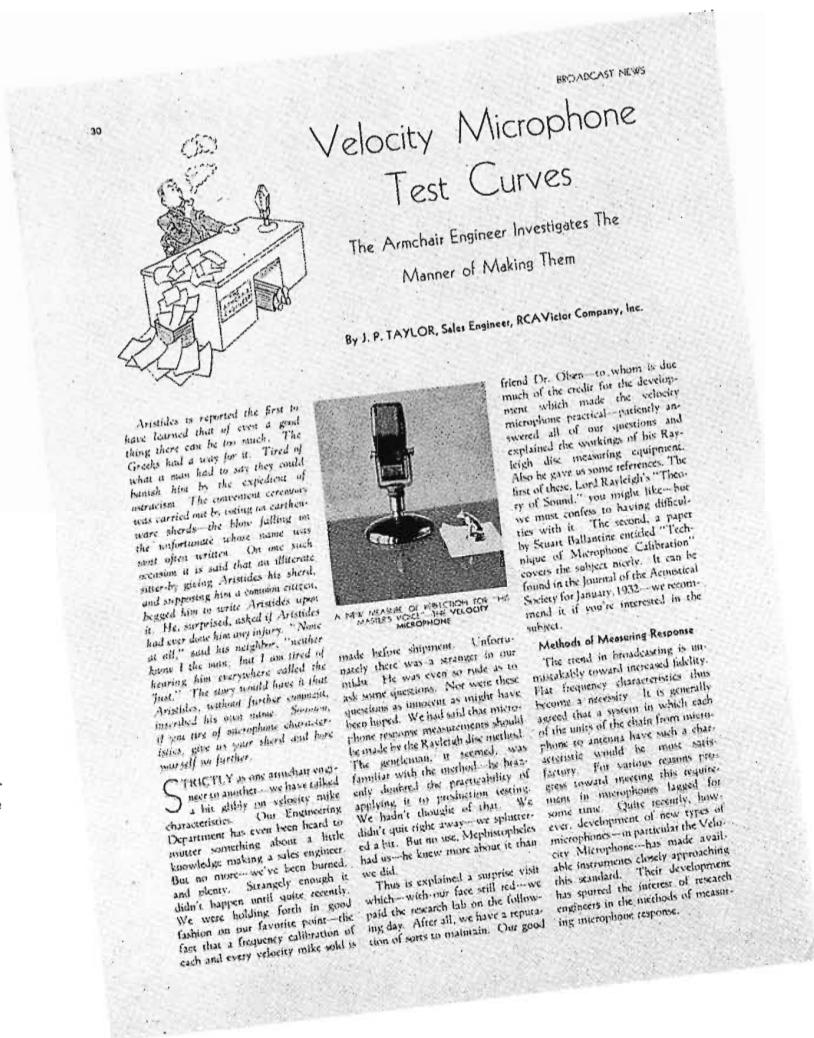 BROADCAST NEWS
30
Velocity Microphone
Test Curves
The Armchair Engineer Investigates The
Manner of Making Them
By J. P. TAYLOR, Sales Engineer, RCAVictor Company, Inc.
THE
ARMCHAIR
ENGINEER
Aristides is reported the first to
have learned that of even a good
thing there can be too much. The
Greeks had a way for it. Tired of
what a man had to say they could
banish him by the expedient of
ostracism. The convenient ceremony
was carried out by voting on earthen-
ware sherds—the blow falling on
the unfortunate whose name was
most often written. On one such
occasion it is said that an illiterate
sitter-by giving Aristides his sherd,
and supposing him a common citizen,
begged him to write Aristides upon
it. He, surprised, asked if Aristides
had ever done him any injury. "None
at all," said his neighbor, "neither
know I the man, but I am tired of
hearing him everywhere called the
'Just.'" The story would have it that
Aristides, without further comment,
inscribed his own name.
if you tire of microphone character-
istics, give us your sherd and bore
yourself no further.
STRICTLY as one armchair engi-
neer to another—we have talked
a bit glibly on velocity mike
characteristics. Our Engineering
Department has even been heard to
mutter something about a little
knowledge making a sales engineer.
But no more—we've been burned,
and plenty. Strangely enough it
didn't happen until quite recently.
We were holding forth in good
fashion on our favorite point—the
fact that a frequency calibration of
each and every velocity mike sold is
A NEW MEASURE OF PERFECTION FOR "HIS
MASTER'S VOICE"—THE VELOCITY
MICROPHONE
made before shipment. Unfortu-
nately there was a stranger in our
midst. He was even so rude as to
ask some questions. Nor were these
questions as innocent as might have
been hoped. We had said that micro-
phone response measurements should
be made by the Rayleigh disc method.
The gentleman, it seemed, was
familiar with the method—he braz-
enly doubted the practicability of
applying it to production testing.
We hadn't thought of that. We
didn't quit right away—we splutter-
ed a bit. But no use, Mephistopheles
had us—he knew more about it than
we did.
Thus is explained a surprise visit
which—with our face still red—we
paid the research lab on the follow-
ing day. After all, we have a reputa-
tion of sorts to maintain. Our good
friend Dr. Olsen—to whom is due
much of the credit for the develop-
ment which made the velocity
microphone practical—patiently an-
swered all of our questions and
explained the workings of his Ray-
leigh disc measuring equipment.
Also he gave us some references. The
first of these, Lord Rayleigh's "Theo-
ry of Sound," you might like—but
we must confess to having difficul-
ties with it. The second, a paper
by Stuart Ballantine entitled "Tech-
nique of Microphone Calibration"
covers the subject nicely. It can be
found in the Journal of the Acoustical
Society for January, 1932—we recom-
mend it if you're interested in the
subject.
Methods of Measuring Response
The trend in broadcasting is un-
mistakably toward increased fidelity.
Flat frequency characteristics thus
become a necessity. It is generally
agreed that a system in which each
of the units of the chain from micro-
phone to antenna have such a char-
acteristic would be most satis-
factory. For various reasons pro-
gress toward meeting this require-
ment in microphones lagged for
some time. Quite recently, how-
ever, development of new types of
microphones—in particular the Velo-
city Microphone—has made avail-
able instruments closely approaching
this standard. Their development
has spurred the interest of research
engineers in the methods of measur-
ing microphone response.